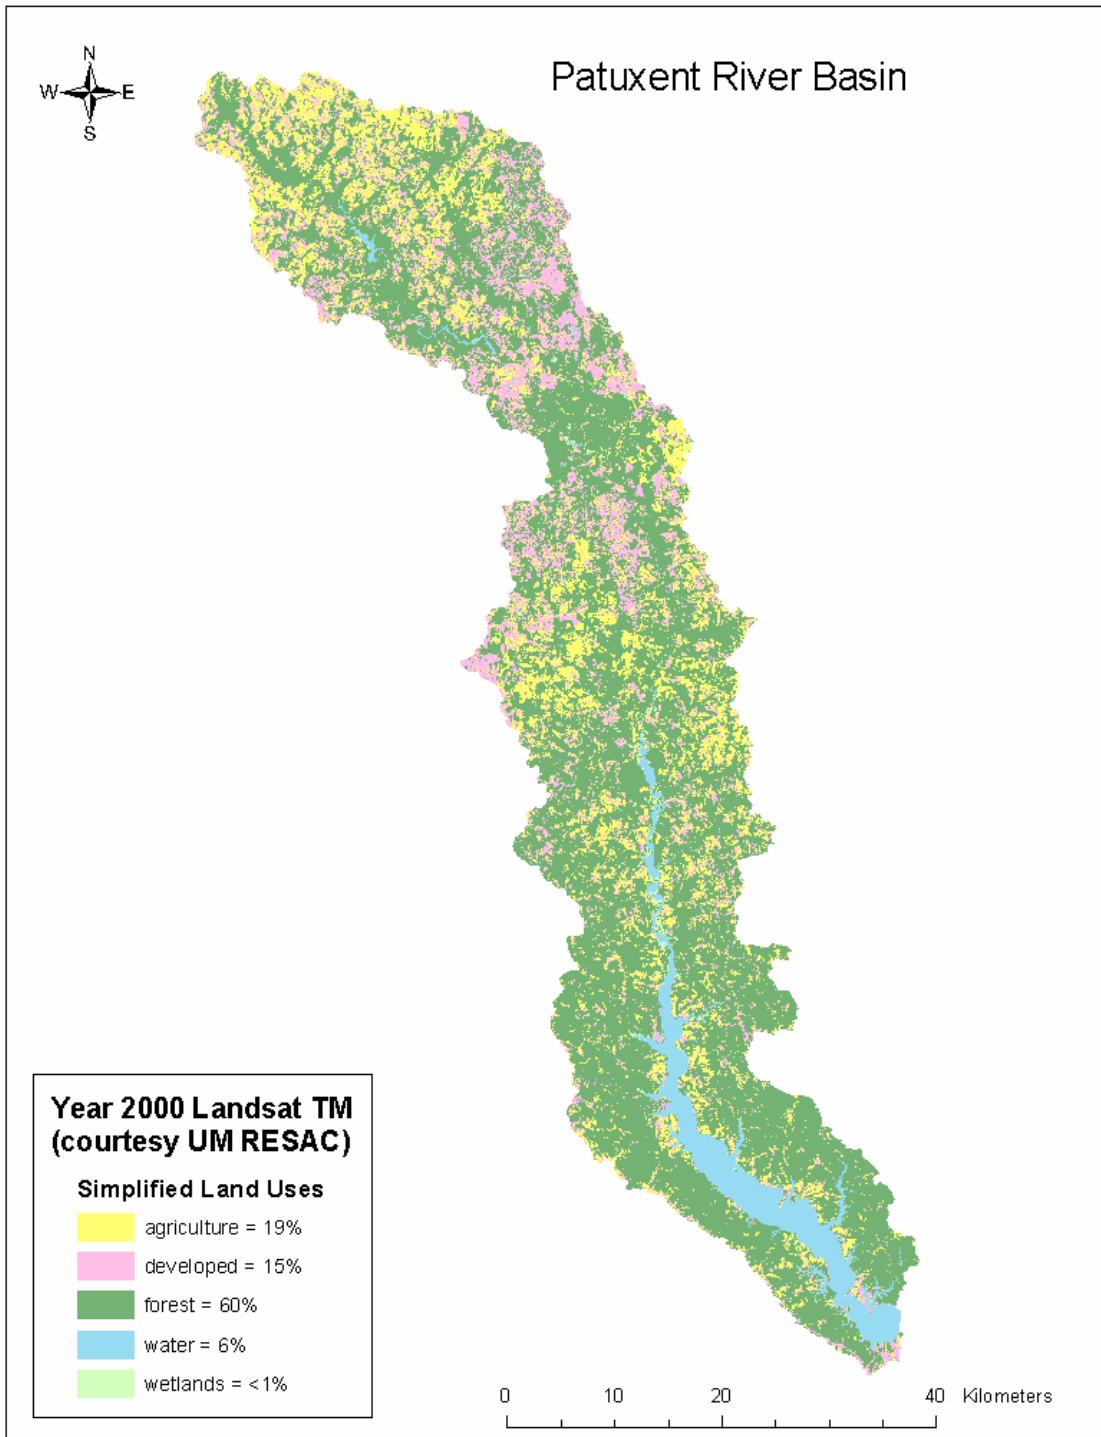 N
W E
S
Patuxent River Basin
Year 2000 Landsat TM
(courtesy UM RESAC)
Simplified Land Uses
agriculture = 19%
developed = 15%
forest = 60%
water = 6%
wetlands = <1%
0 10 20 40 Kilometers